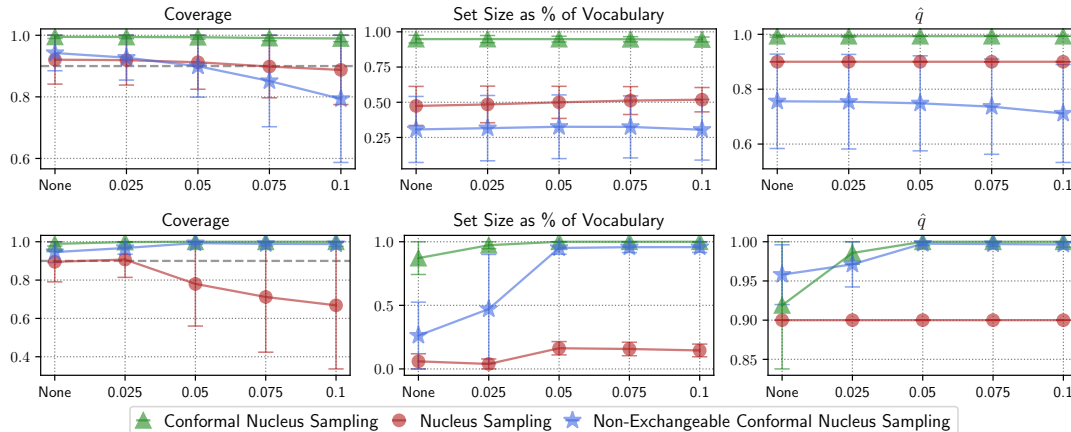 Coverage
1.0
0.8
0.6
None 0.025 0.05 0.075 0.1
Set Size as % of Vocabulary
1.00
0.75
0.50
0.25
None 0.025 0.05 0.075 0.1
q̂
1.0
0.8
0.6
None 0.025 0.05 0.075 0.1
Coverage
1.0
0.8
0.6
0.4
None 0.025 0.05 0.075 0.1
Set Size as % of Vocabulary
1.0
0.5
0.0
None 0.025 0.05 0.075 0.1
q̂
1.00
0.95
0.90
0.85
None 0.025 0.05 0.075 0.1
Conformal Nucleus Sampling Nucleus Sampling Non-Exchangeable Conformal Nucleus Sampling